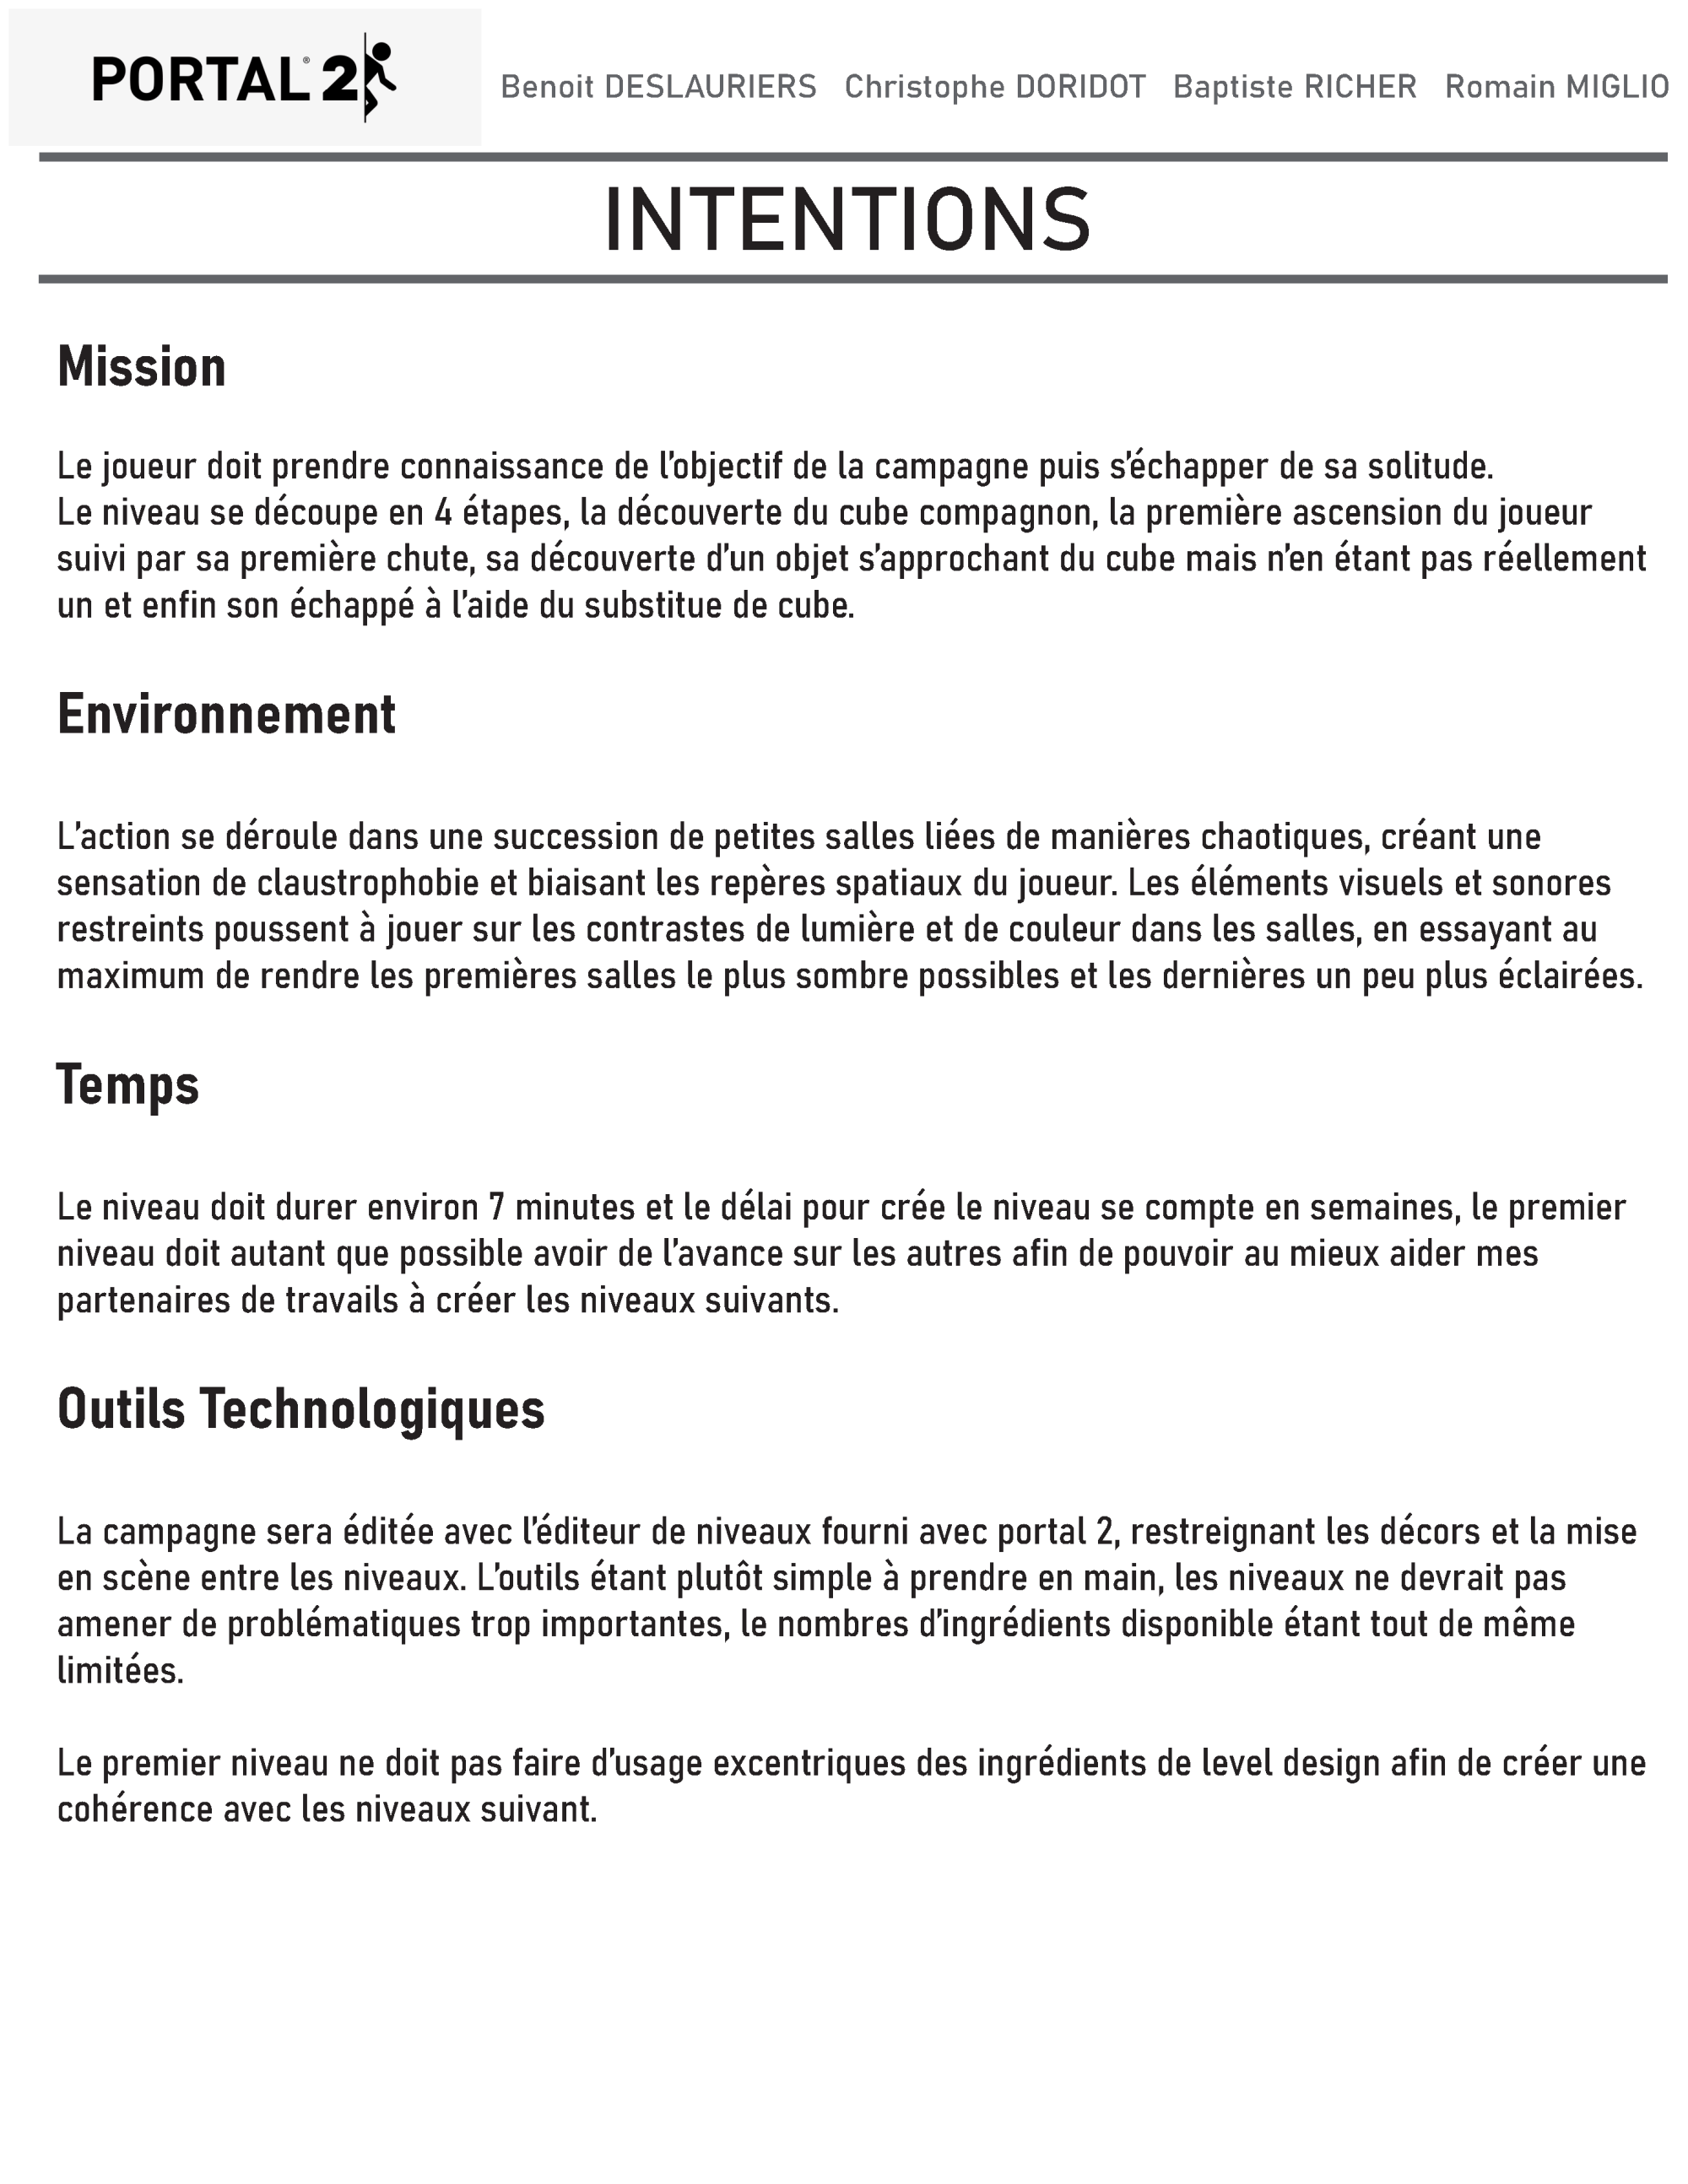 PORTAL® 2
Benoit DESLAURIERS Christophe DORIDOT Baptiste RICHER Romain MIGLIO
INTENTIONS
Mission
Le joueur doit prendre connaissance de l’objectif de la campagne puis s’échapper de sa solitude.
Le niveau se découpe en 4 étapes, la découverte du cube compagnon, la première ascension du joueur
suivi par sa première chute, sa découverte d’un objet s’approchant du cube mais n’en étant pas réellement
un et enfin son échappé à l’aide du substitue de cube.
Environnement
L’action se déroule dans une succession de petites salles liées de manières chaotiques, créant une
sensation de claustrophobie et biaisant les repères spatiaux du joueur. Les éléments visuels et sonores
restreints poussent à jouer sur les contrastes de lumière et de couleur dans les salles, en essayant au
maximum de rendre les premières salles le plus sombre possibles et les dernières un peu plus éclairées.
Temps
Le niveau doit durer environ 7 minutes et le délai pour crée le niveau se compte en semaines, le premier
niveau doit autant que possible avoir de l’avance sur les autres afin de pouvoir au mieux aider mes
partenaires de travails à créer les niveaux suivants.
Outils Technologiques
La campagne sera éditée avec l’éditeur de niveaux fourni avec portal 2, restreignant les décors et la mise
en scène entre les niveaux. L’outils étant plutôt simple à prendre en main, les niveaux ne devrait pas
amener de problématiques trop importantes, le nombres d’ingrédients disponible étant tout de même
limitées.
Le premier niveau ne doit pas faire d’usage excentriques des ingrédients de level design afin de créer une
cohérence avec les niveaux suivant.